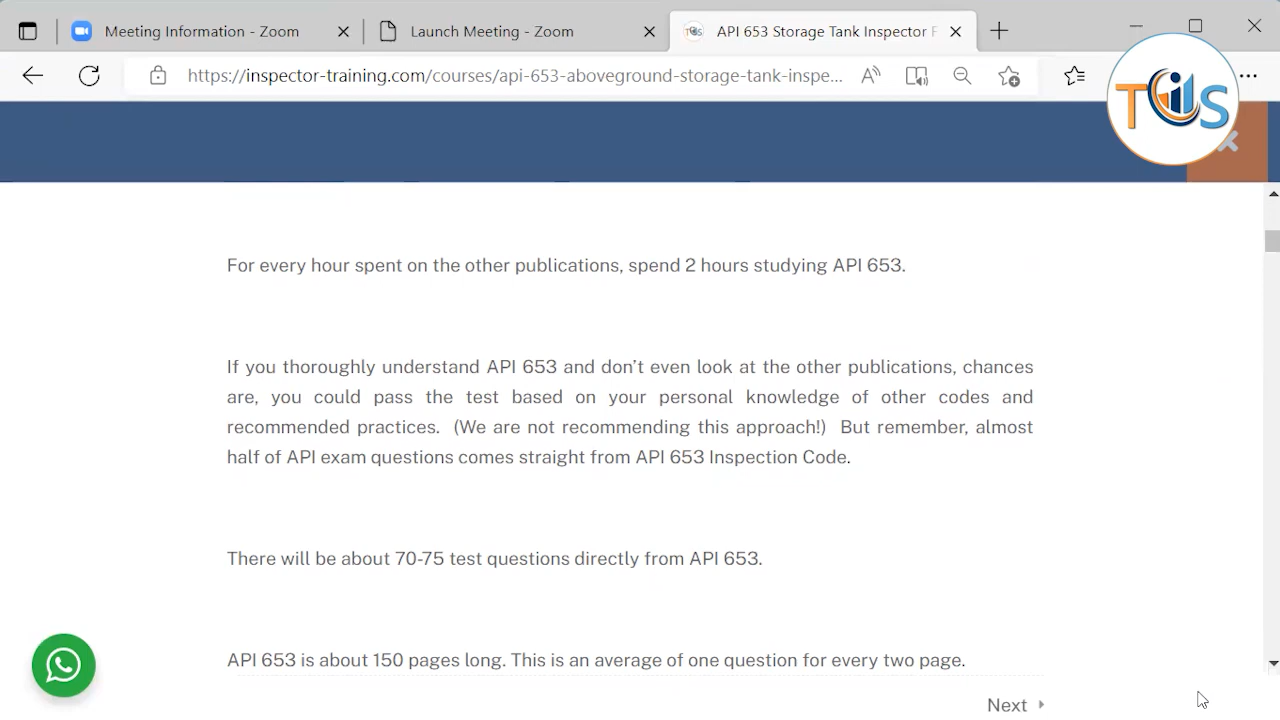 Meeting Information - Zoom
Launch Meeting - Zoom
API 653 Storage Tank Inspector F
https://inspector-training.com/courses/api-653-aboveground-storage-tank-inspe...
TCIS
For every hour spent on the other publications, spend 2 hours studying API 653.
If you thoroughly understand API 653 and don’t even look at the other publications, chances
are, you could pass the test based on your personal knowledge of other codes and
recommended practices. (We are not recommending this approach!) But remember, almost
half of API exam questions comes straight from API 653 Inspection Code.
There will be about 70-75 test questions directly from API 653.
API 653 is about 150 pages long. This is an average of one question for every two page.
Next